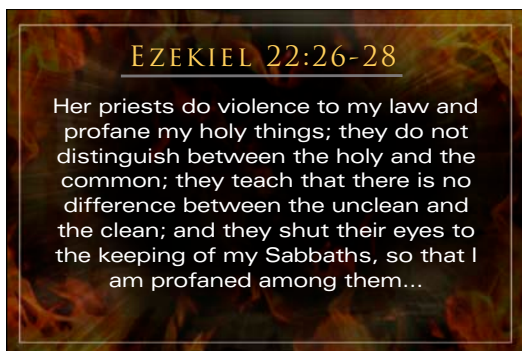 Ezekiel 22:26-28
Her priests do violence to my law and
profane my holy things; they do not
distinguish between the holy and the
common; they teach that there is no
difference between the unclean and
the clean; and they shut their eyes to
the keeping of my Sabbaths, so that I
am profaned among them...